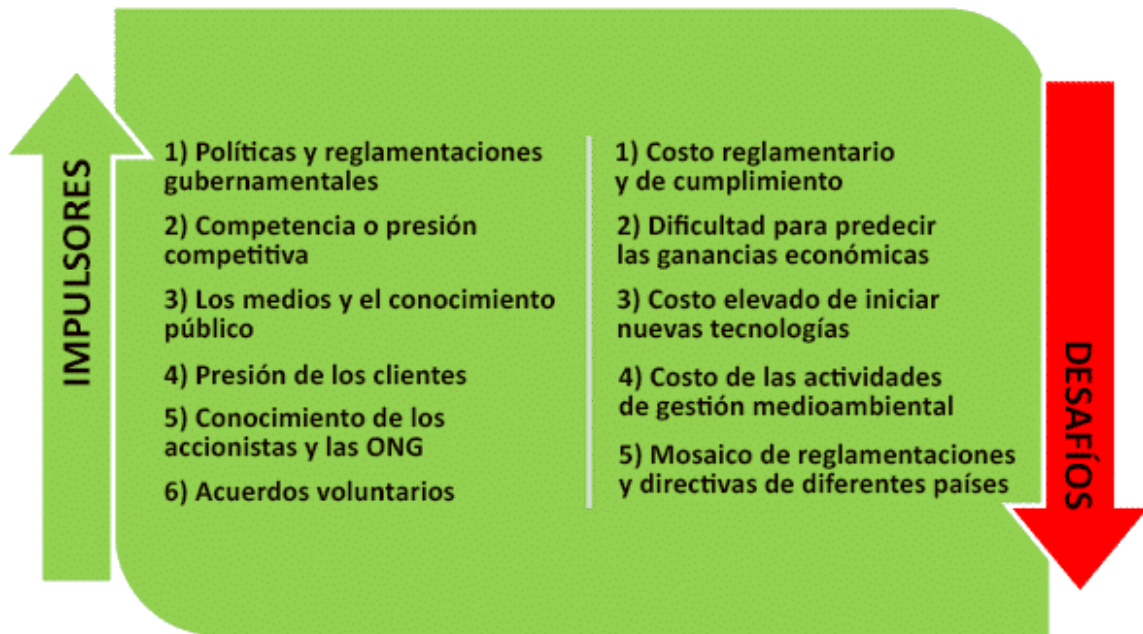 IMPULSORES
1) Políticas y reglamentaciones
gubernamentales
2) Competencia o presión
competitiva
3) Los medios y el conocimiento
público
4) Presión de los clientes
5) Conocimiento de los
accionistas y las ONG
6) Acuerdos voluntarios
1) Costo reglamentario
y de cumplimiento
2) Dificultad para predecir
las ganancias económicas
3) Costo elevado de iniciar
nuevas tecnologías
4) Costo de las actividades
de gestión medioambiental
5) Mosaico de reglamentaciones
y directivas de diferentes países
DESAFÍOS